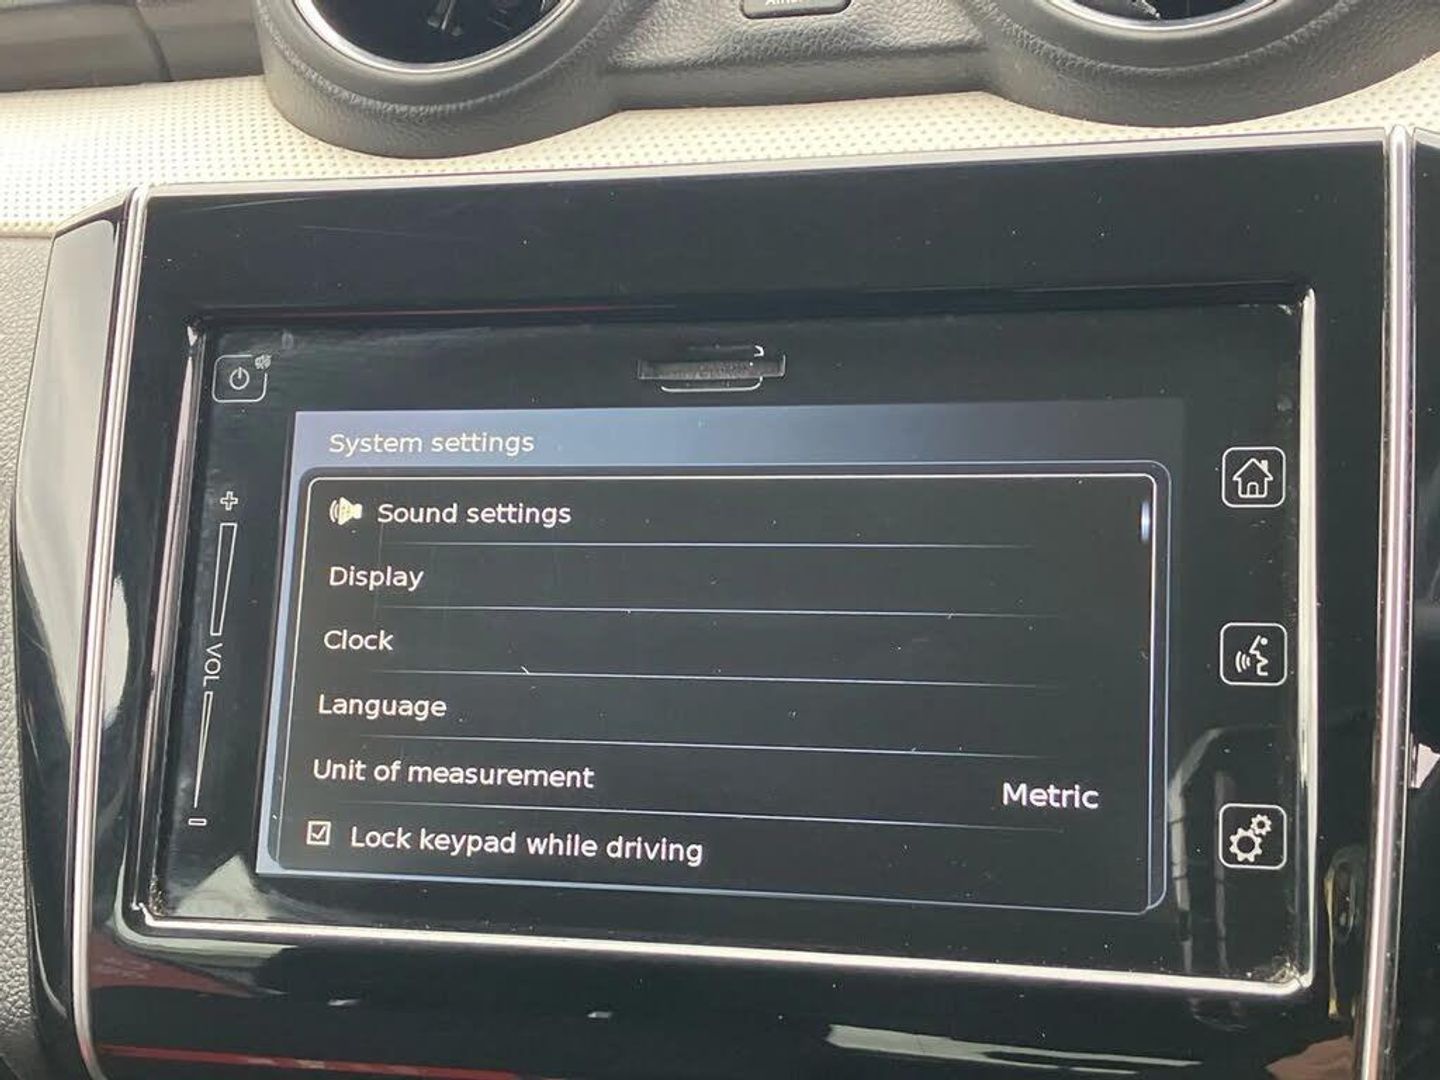 System settings
Sound settings
Display
Clock
Language
Unit of measurement
Metric
Lock keypad while driving
+
VOL
-